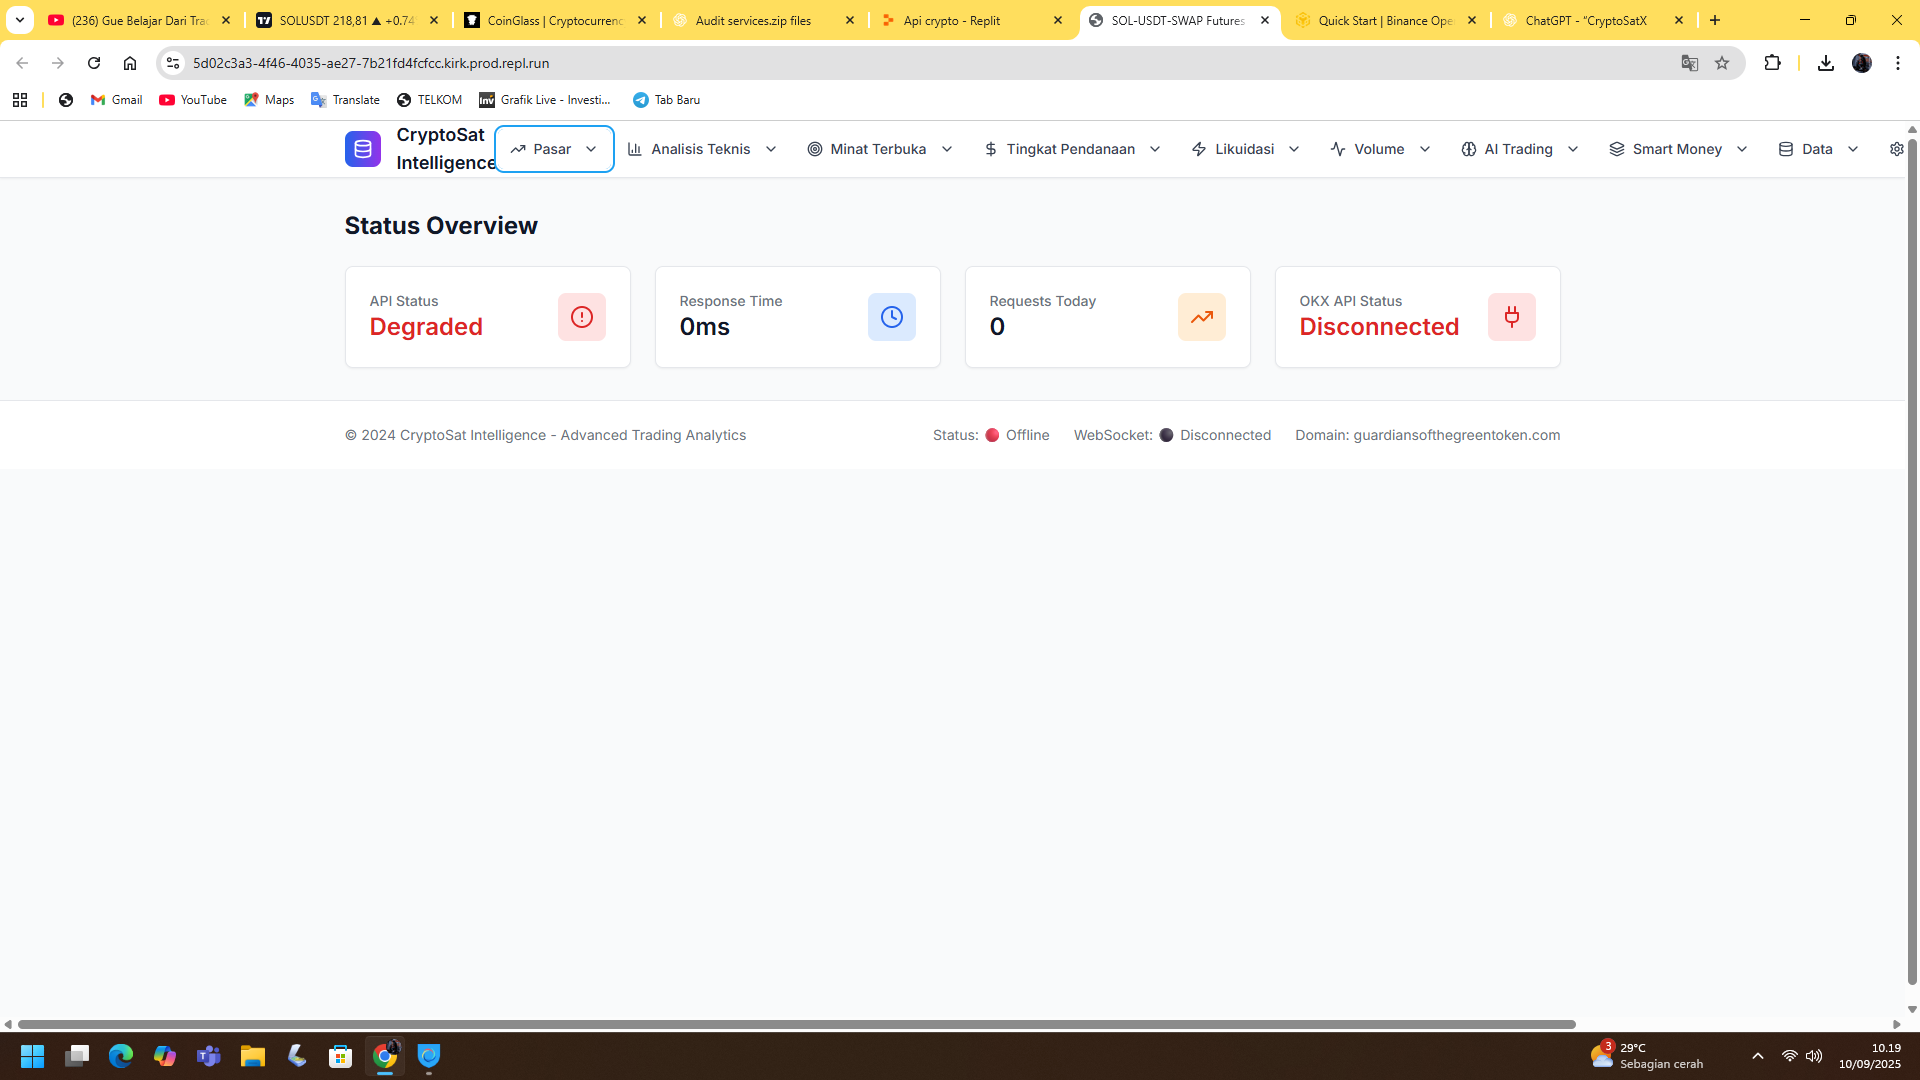 (236) Gue Belajar Dari Tra
SOLUSDT 218,81 ▲ +0.74
CoinGlass | Cryptocurrenc
Audit services.zip files
Api crypto - Replit
SOL-USDT-SWAP Futures
Quick Start | Binance Ope
ChatGPT - "CryptoSatX
5d02c3a3-4f46-4035-ae27-7b21fd4fcfcc.kirk.prod.repl.run
Gmail
YouTube
Maps
Translate
TELKOM
Grafik Live - Investi...
Tab Baru
CryptoSat
Intelligence
Pasar
Analisis Teknis
Minat Terbuka
Tingkat Pendanaan
Likuidasi
Volume
AI Trading
Smart Money
Data
Status Overview
API Status
Degraded
Response Time
0ms
Requests Today
0
OKX API Status
Disconnected
© 2024 CryptoSat Intelligence - Advanced Trading Analytics
Status: 🔴 Offline
WebSocket: ⚫ Disconnected
Domain: guardiansofthegreentoken.com
3
29°C
Sebagian cerah
10.19
10/09/2025